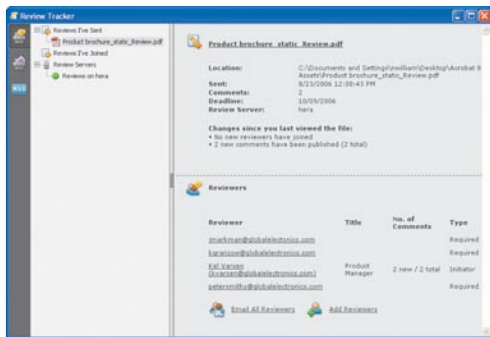 Review Tracker
Reviews I've Sent
Product brochure_static_Review.pdf
Reviews I've Joined
Review Servers
Reviews on hera
RSS
Product brochure_static_Review.pdf
Location: C:\Documents and Settings\nwilliam\Desktop\Acrobat 8
Assets\Product brochure_static_Review.pdf
Sent: 8/23/2006 12:08:43 PM
Comments: 2
Deadline: 10/09/2006
Review Server: hera
Changes since you last viewed the file:
• No new reviewers have joined
• 2 new comments have been published (2 total)
Reviewers
Reviewer Title No. of Comments Type
zmarkman@globalelectronics.com Required
karansow@globalelectronics.com Required
Kel Varsen
(kvarsen@globalelectronics.com) Product Manager 2 new / 2 total Initiator
petersmithy@globalelectronics.com Required
Email All Reviewers Add Reviewers